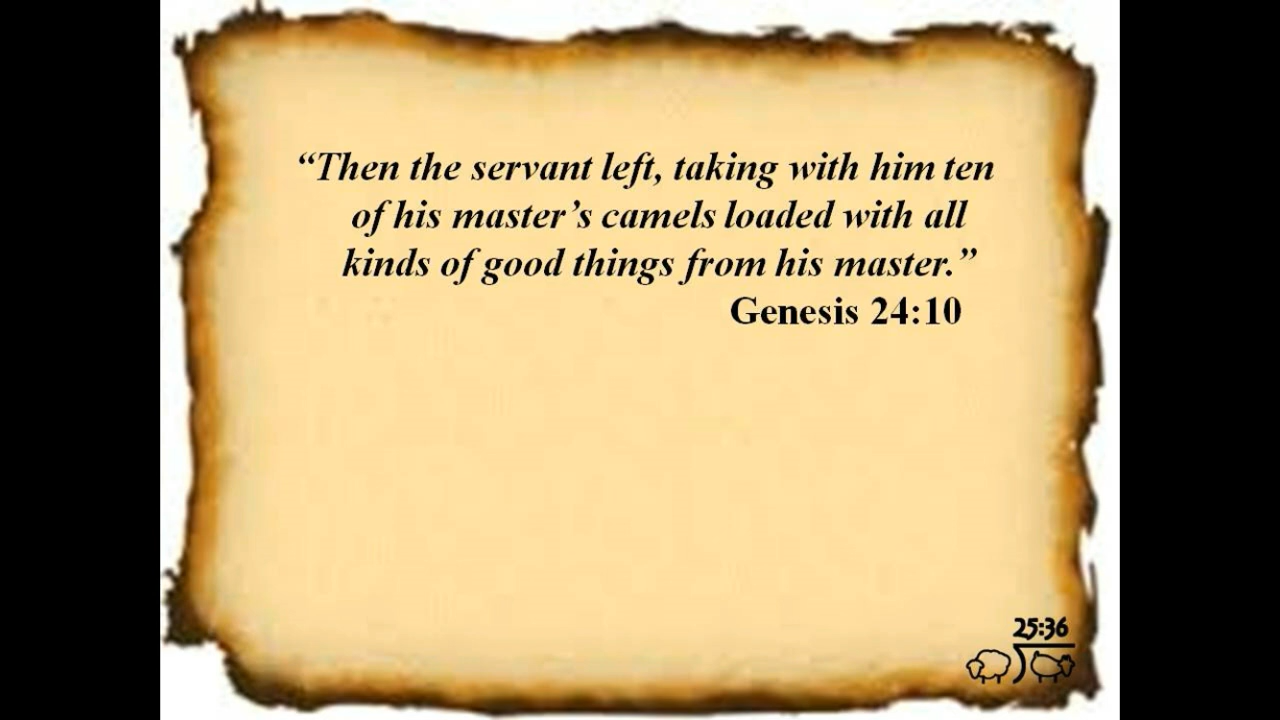 “Then the servant left, taking with him ten
of his master’s camels loaded with all
kinds of good things from his master.”
Genesis 24:10
25:36